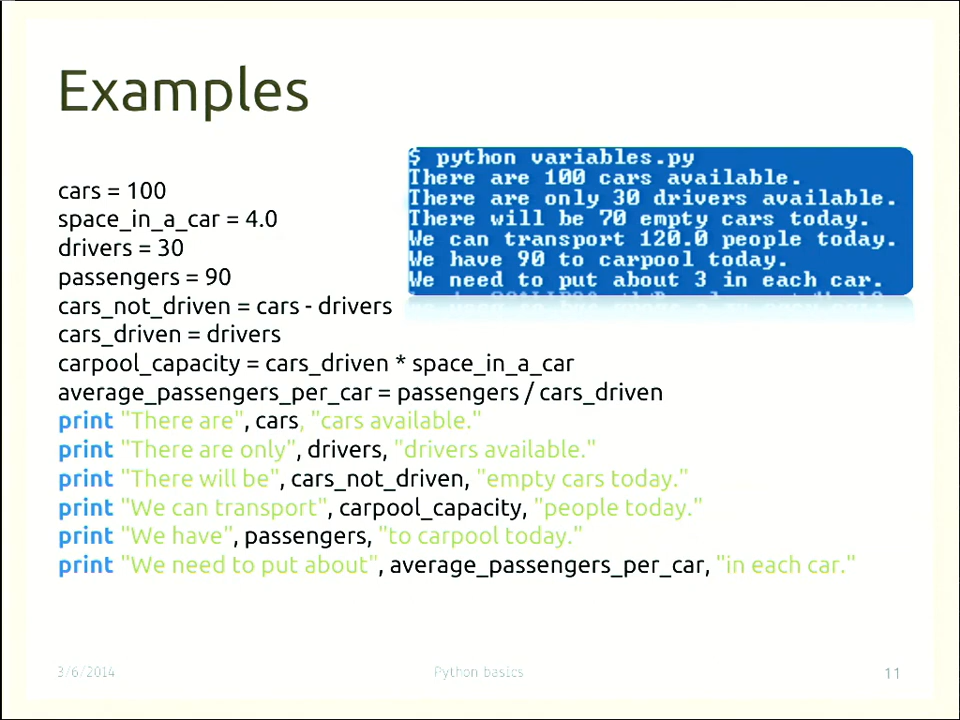 Examples
$ python variables.py
There are 100 cars available.
There are only 30 drivers available.
There will be 70 empty cars today.
We can transport 120.0 people today.
We have 90 to carpool today.
We need to put about 3 in each car.
cars = 100
space_in_a_car = 4.0
drivers = 30
passengers = 90
cars_not_driven = cars - drivers
cars_driven = drivers
carpool_capacity = cars_driven * space_in_a_car
average_passengers_per_car = passengers / cars_driven
print "There are", cars, "cars available."
print "There are only", drivers, "drivers available."
print "There will be", cars_not_driven, "empty cars today."
print "We can transport", carpool_capacity, "people today."
print "We have", passengers, "to carpool today."
print "We need to put about", average_passengers_per_car, "in each car."
3/6/2014
Python basics
11